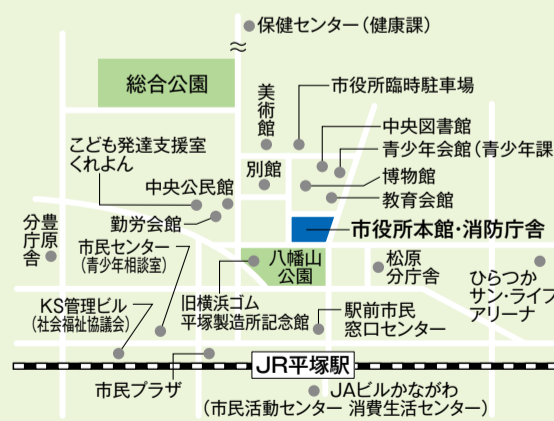 保健センター(健康課)
総合公園
美術館
市役所臨時駐車場
中央図書館
青少年会館(青少年課
こども発達支援室
くれよん
別館
博物館
中央公民館
教育会館
勤労会館
市役所本館・消防庁舎
豊原
分庁舎
市民センター
(青少年相談室)
八幡山
公園
松原
分庁舎
ひらつか
サン・ライフ
アリーナ
KS管理ビル
(社会福祉協議会)
旧横浜ゴム
平塚製造所記念館
駅前市民
窓口センター
JR平塚駅
市民プラザ
JAビルかながわ
(市民活動センター 消費生活センター)